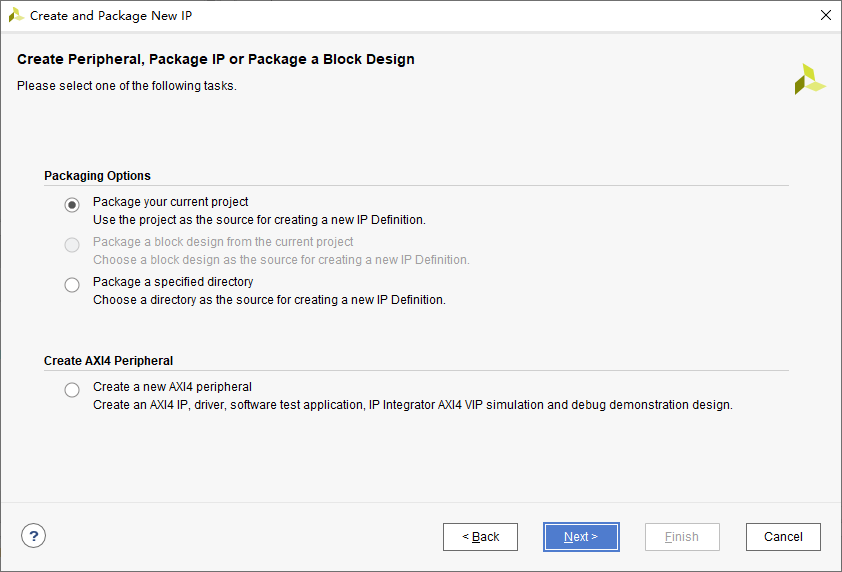 Create and Package New IP
Create Peripheral, Package IP or Package a Block Design
Please select one of the following tasks.
Packaging Options
Package your current project
Use the project as the source for creating a new IP Definition.
Package a block design from the current project
Choose a block design as the source for creating a new IP Definition.
Package a specified directory
Choose a directory as the source for creating a new IP Definition.
Create AXI4 Peripheral
Create a new AXI4 peripheral
Create an AXI4 IP, driver, software test application, IP Integrator AXI4 VIP simulation and debug demonstration design.
?
< Back
Next >
Finish
Cancel